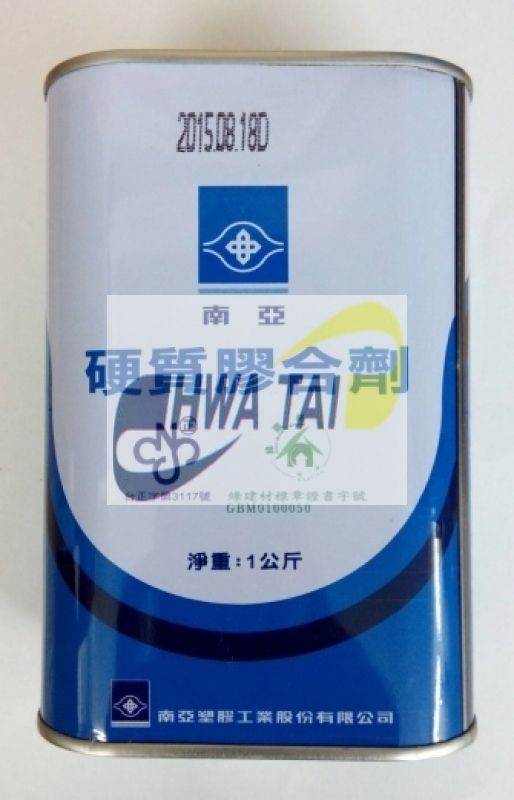 2015.08.18D
南亞
硬質膠合劑
HWA TAI
正
台正字第3117號 綠建材標章證書字號
GBM0100050
淨重:1公斤
南亞塑膠工業股份有限公司